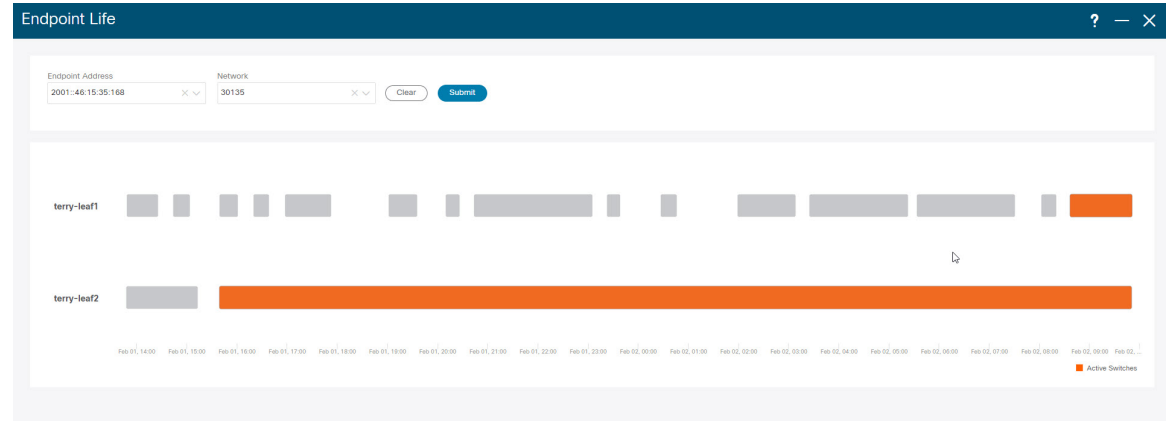 Endpoint Life
? — ×
Endpoint Address
Network
2001::46:15:35:168
30135
Clear
Submit
terry-leaf1
terry-leaf2
Feb 01, 14:00 Feb 01, 15:00 Feb 01, 16:00 Feb 01, 17:00 Feb 01, 18:00 Feb 01, 19:00 Feb 01, 20:00 Feb 01, 21:00 Feb 01, 22:00 Feb 01, 23:00 Feb 02, 00:00 Feb 02, 01:00 Feb 02, 02:00 Feb 02, 03:00 Feb 02, 04:00 Feb 02, 05:00 Feb 02, 06:00 Feb 02, 07:00 Feb 02, 08:00 Feb 02, 09:00 Feb 02, ...
Active Switches